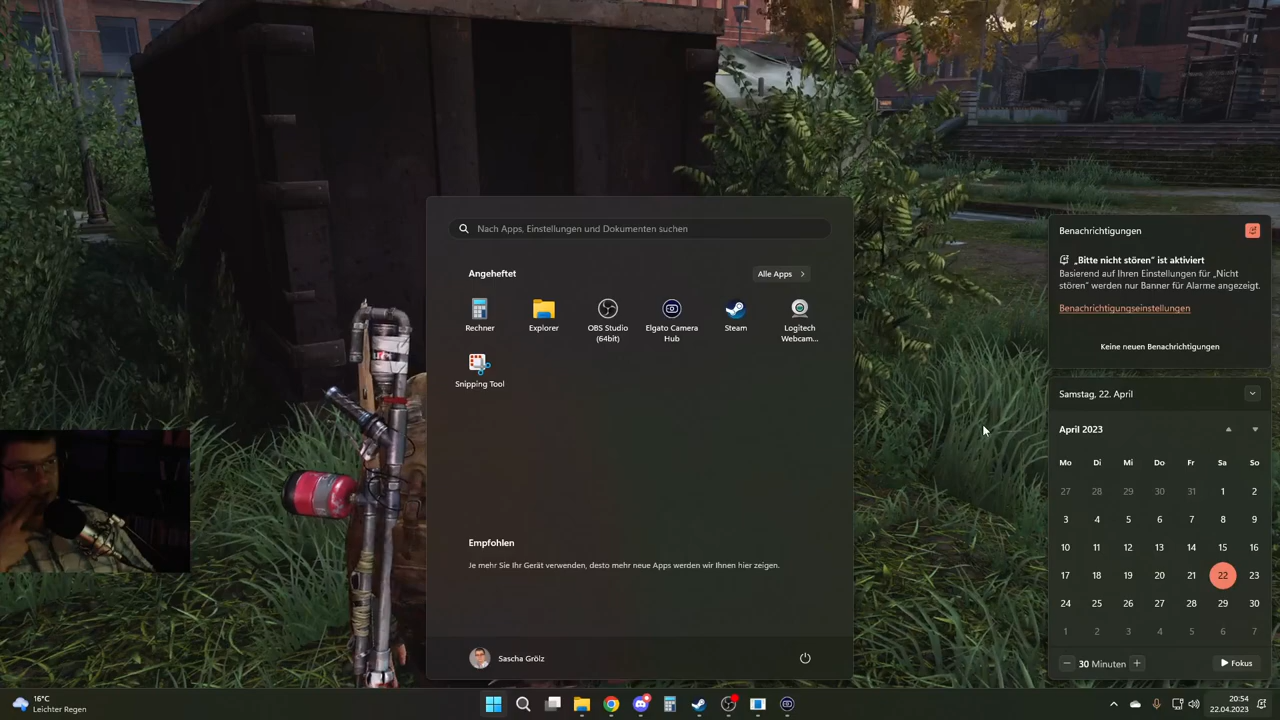 Nach Apps, Einstellungen und Dokumenten suchen
Angeheftet
Alle Apps
Rechner
Explorer
OBS Studio
(64bit)
Elgato Camera
Hub
Steam
Logitech
Webcam...
Snipping Tool
Empfohlen
Je mehr Sie Ihr Gerät verwenden, desto mehr neue Apps werden wir Ihnen hier zeigen.
Sascha Grölz
Benachrichtigungen
„Bitte nicht stören“ ist aktiviert
Basierend auf Ihren Einstellungen für „Nicht
stören“ werden nur Banner für Alarme angezeigt.
Benachrichtigungseinstellungen
Keine neuen Benachrichtigungen
Samstag, 22. April
April 2023
Mo Di Mi Do Fr Sa So
27 28 29 30 31 1 2
3 4 5 6 7 8 9
10 11 12 13 14 15 16
17 18 19 20 21 22 23
24 25 26 27 28 29 30
1 2 3 4 5 6 7
30 Minuten
Fokus
16°C
Leichter Regen
20:54
22.04.2023